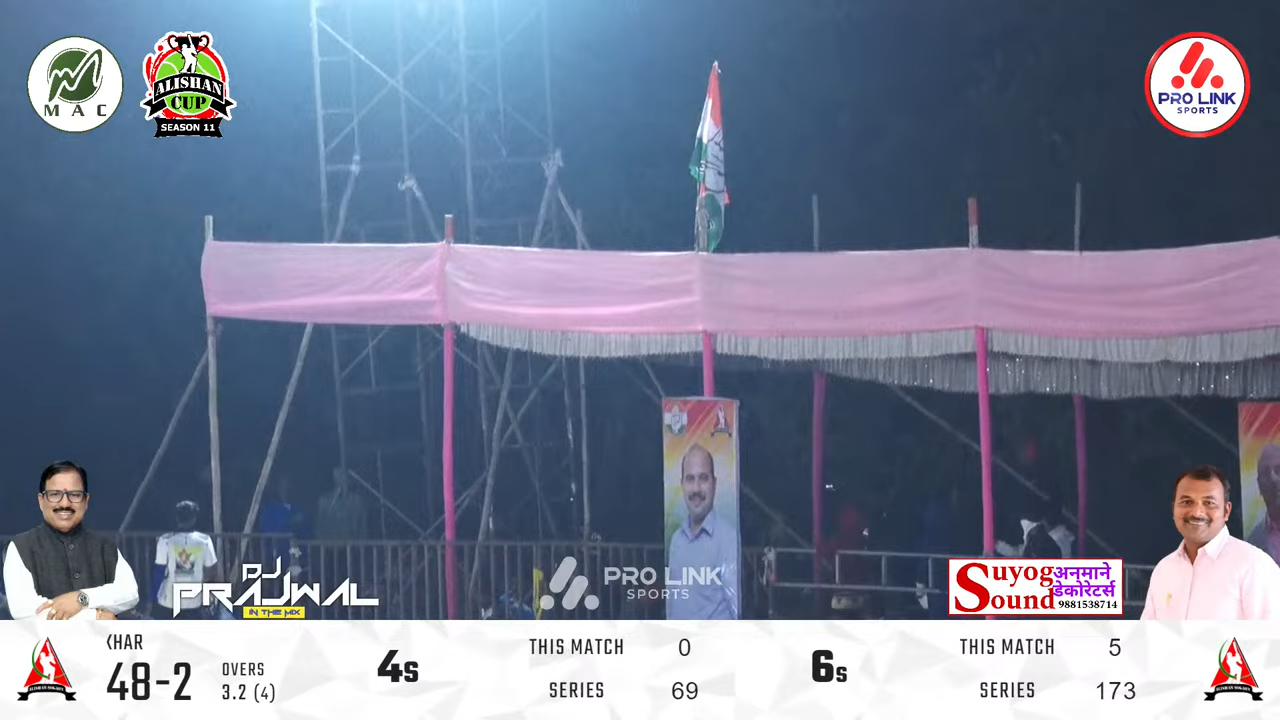 MAC
ALISHAN
CUP
SEASON 11
PRO LINK
SPORTS
DJ
PRAJWAL
IN THE MIX
PRO LINK
SPORTS
Suyog अनमाने
Sound डेकोरेटर्स
9881538714
HAR
48-2
OVERS
3.2 (4)
4s
THIS MATCH 0
SERIES 69
6s
THIS MATCH 5
SERIES 173